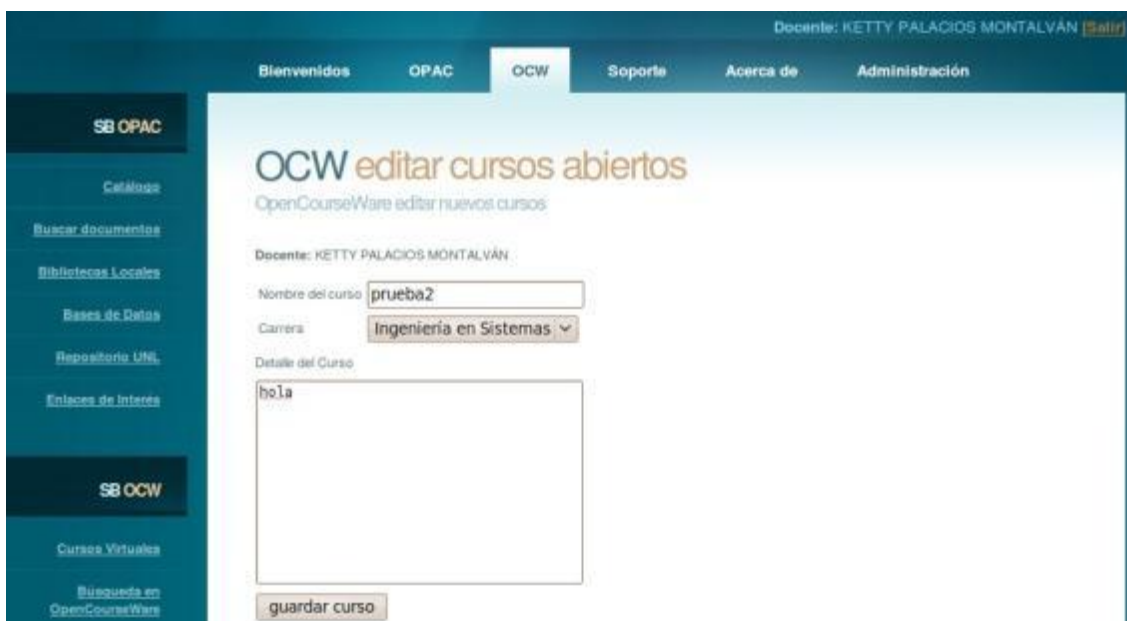 Docente: KETTY PALACIOS MONTALVÁN [Salir]
Bienvenidos OPAC OCW Soporte Acerca de Administración
SB OPAC
Catálogo
Buscar documentos
Bibliotecas Locales
Bases de Datos
Repositorio UNL
Enlaces de Interés
SB OCW
Cursos Virtuales
Búsqueda en
OpenCourseWare
OCW editar cursos abiertos
OpenCourseWare editar nuevos cursos
Docente: KETTY PALACIOS MONTALVÁN
Nombre del curso prueba2
Carrera Ingeniería en Sistemas
Detalle del Curso
hola
guardar curso